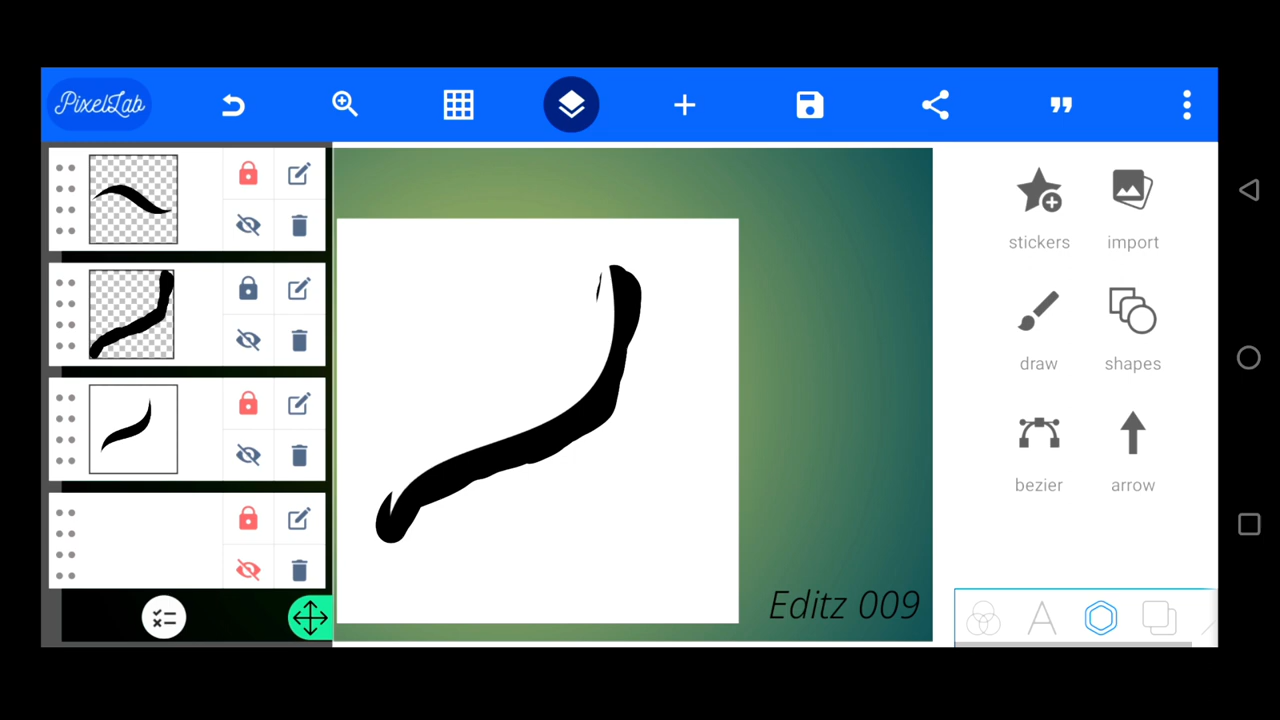 PixelLab
stickers
import
draw
shapes
bezier
arrow
Editz 009